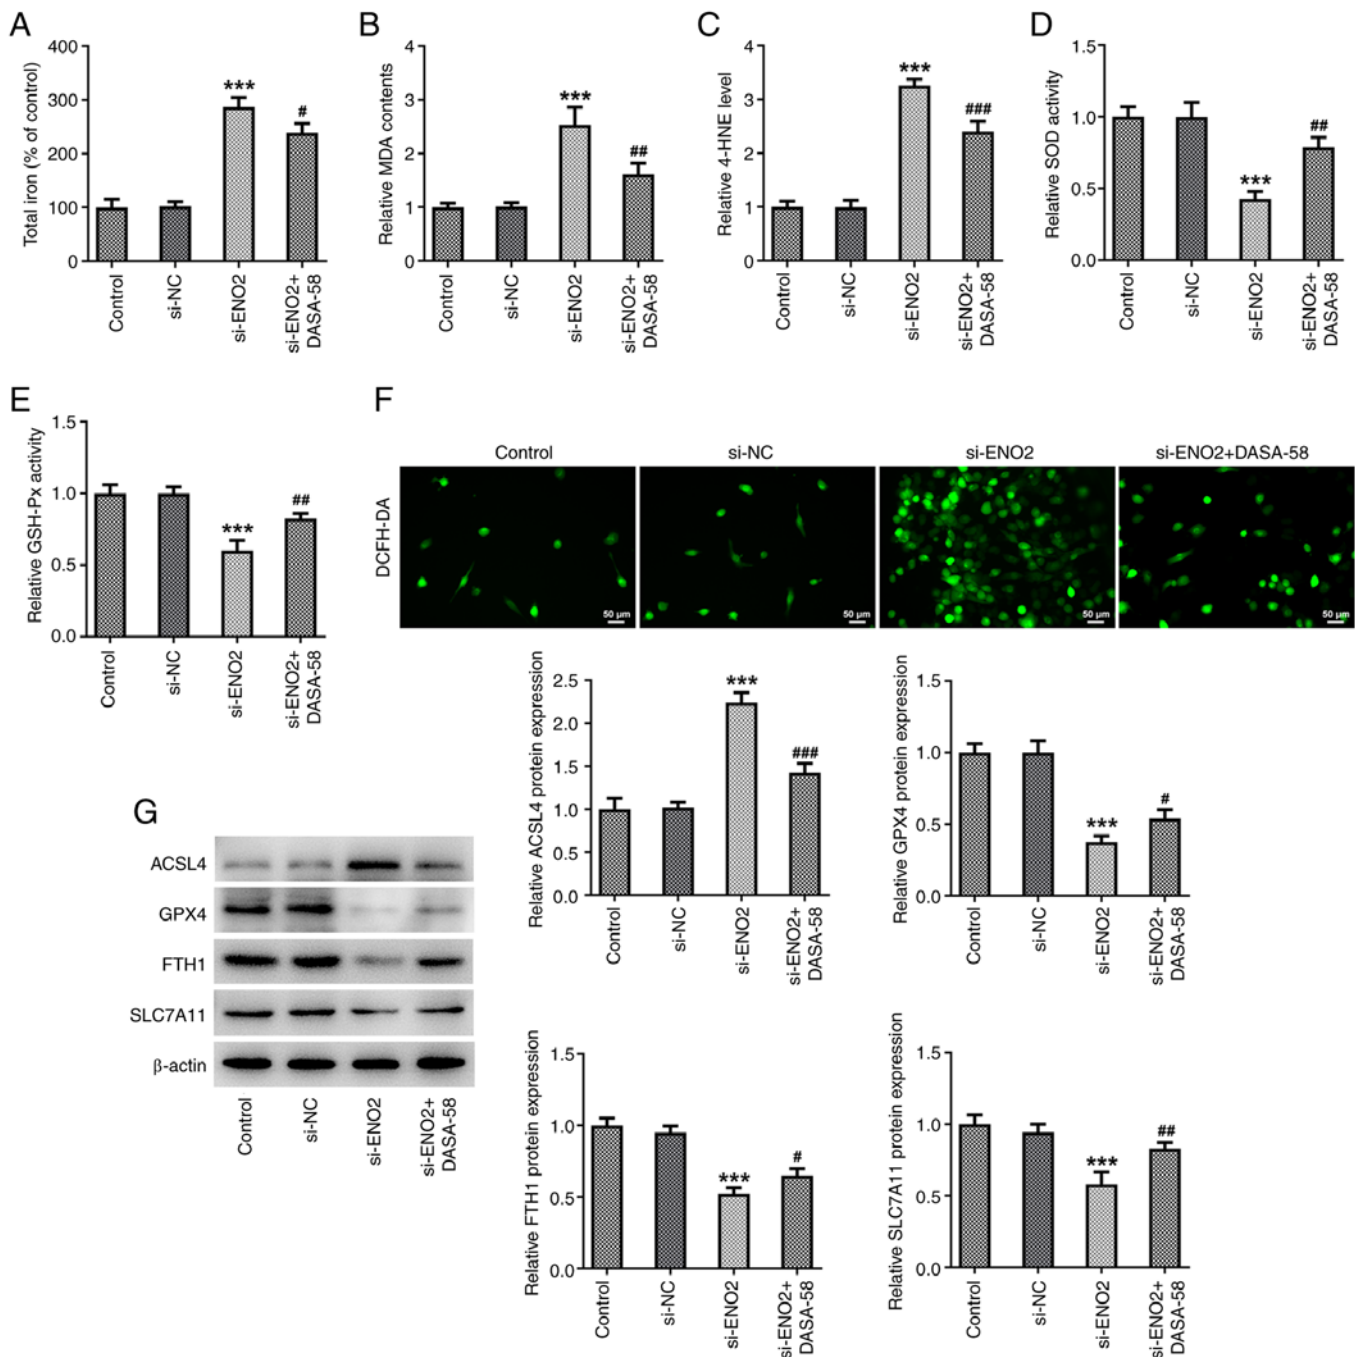 A
Total iron (% of control)
400
300
200
100
0
***
#
Control
si-NC
si-ENO2
si-ENO2+
DASA-58
B
Relative MDA contents
4
3
2
1
0
***
##
Control
si-NC
si-ENO2
si-ENO2+
DASA-58
C
Relative 4-HNE level
4
3
2
1
0
***
###
Control
si-NC
si-ENO2
si-ENO2+
DASA-58
D
Relative SOD activity
1.5
1.0
0.5
0.0
***
##
Control
si-NC
si-ENO2
si-ENO2+
DASA-58
E
Relative GSH-Px activity
1.5
1.0
0.5
0.0
***
##
Control
si-NC
si-ENO2
si-ENO2+
DASA-58
F
Control
si-NC
si-ENO2
si-ENO2+DASA-58
DCFH-DA
50 µm
50 µm
50 µm
50 µm
G
ACSL4
GPX4
FTH1
SLC7A11
β-actin
Control
si-NC
si-ENO2
si-ENO2+
DASA-58
Relative ACSL4 protein expression
2.5
2.0
1.5
1.0
0.5
0.0
***
###
Control
si-NC
si-ENO2
si-ENO2+
DASA-58
Relative GPX4 protein expression
1.5
1.0
0.5
0.0
***
#
Control
si-NC
si-ENO2
si-ENO2+
DASA-58
Relative FTH1 protein expression
1.5
1.0
0.5
0.0
***
#
Control
si-NC
si-ENO2
si-ENO2+
DASA-58
Relative SLC7A11 protein expression
1.5
1.0
0.5
0.0
***
##
Control
si-NC
si-ENO2
si-ENO2+
DASA-58